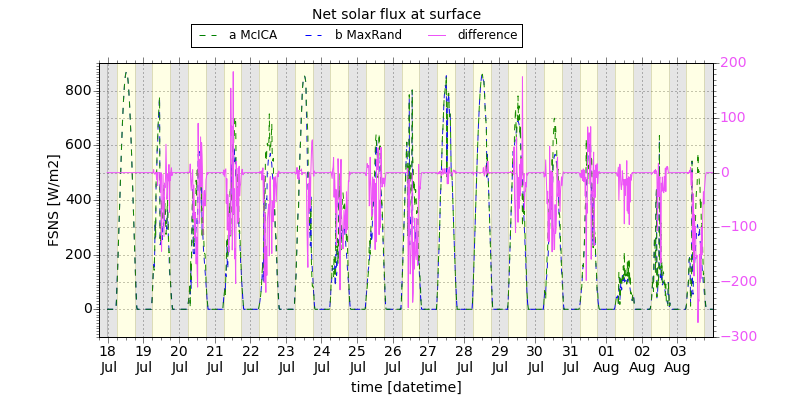 Net solar flux at surface
a McICA b MaxRand difference
800
600
400
200
0
FSNS [W/m2]
200
100
0
−100
−200
−300
18 19 20 21 22 23 24 25 26 27 28 29 30 31 01 02 03
Jul Jul Jul Jul Jul Jul Jul Jul Jul Jul Jul Jul Jul Jul Aug Aug Aug
time [datetime]